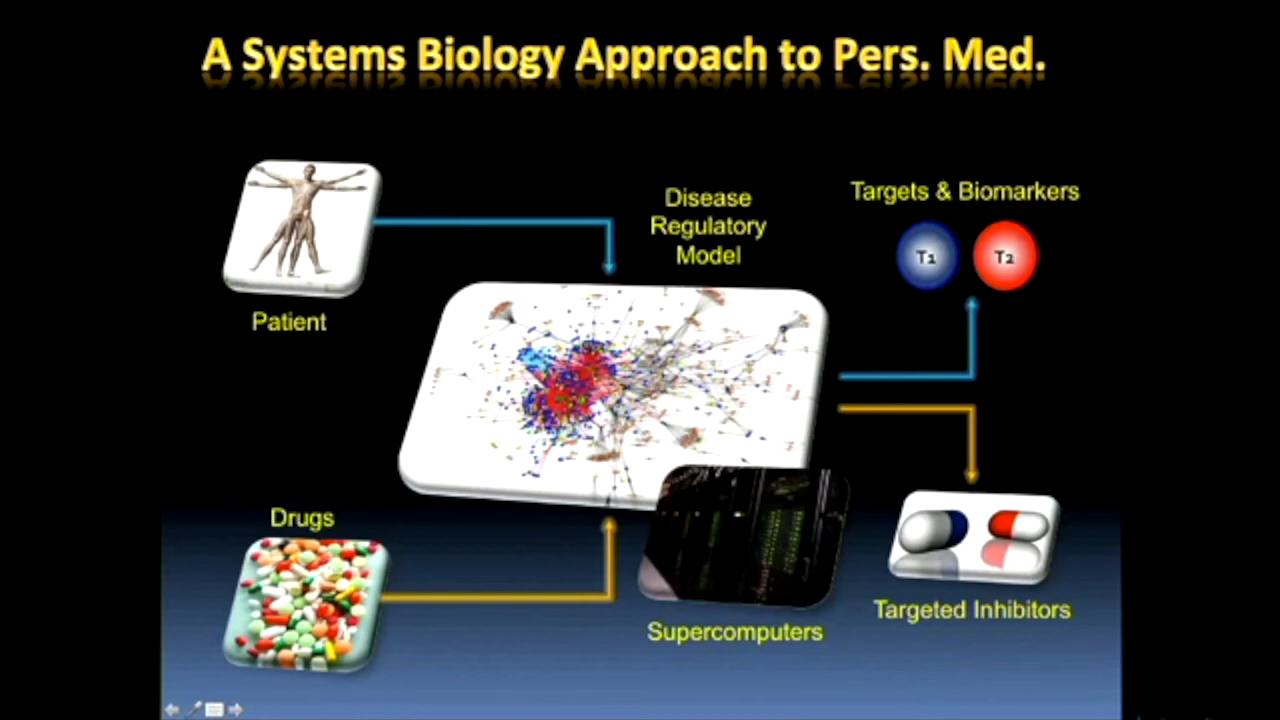 A Systems Biology Approach to Pers. Med.
Disease
Regulatory
Model
Targets & Biomarkers
T1
T2
Patient
Drugs
Supercomputers
Targeted Inhibitors